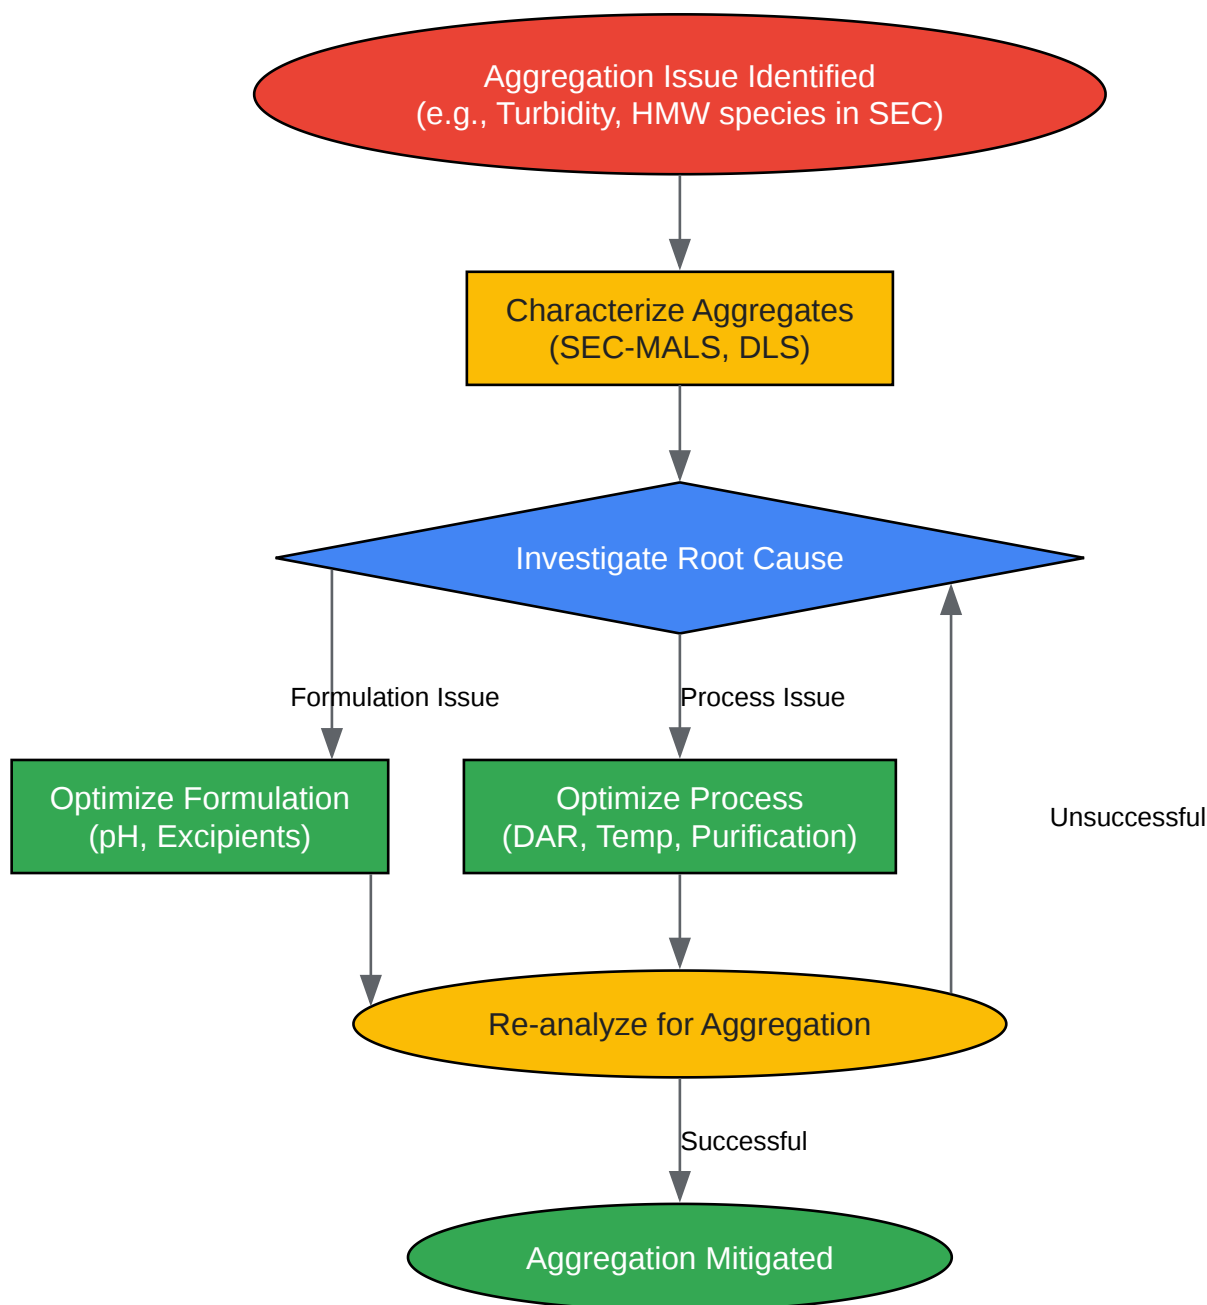 Aggregation Issue Identified
(e.g., Turbidity, HMW species in SEC)
Characterize Aggregates
(SEC-MALS, DLS)
Investigate Root Cause
Formulation Issue
Process Issue
Optimize Formulation
(pH, Excipients)
Optimize Process
(DAR, Temp, Purification)
Unsuccessful
Re-analyze for Aggregation
Successful
Aggregation Mitigated